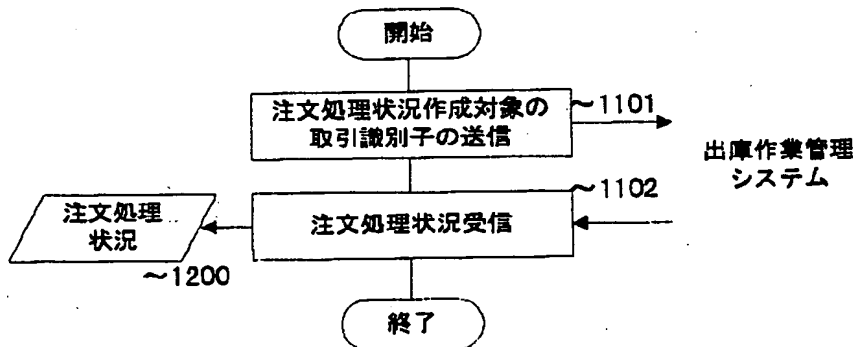 開始
注文処理状況作成対象の
取引識別子の送信
～1101
出庫作業管理
システム
～1102
注文処理状況受信
注文処理
状況
～1200
終了